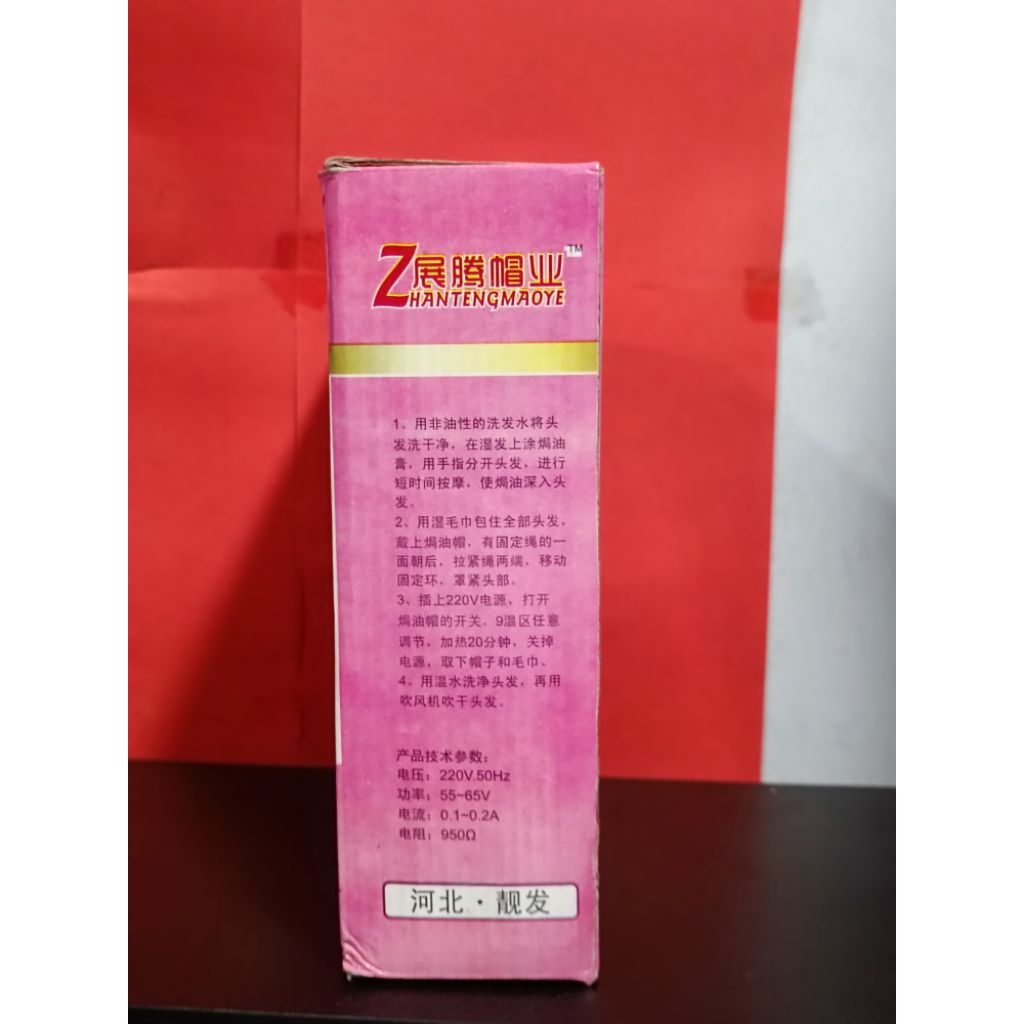 Z展腾帽业™
ZHANTENGMAOYE
1、用非油性的洗发水将头
发洗干净，在湿发上涂焗油
膏，用手指分开头发，进行
短时间按摩，使焗油深入头
发。
2、用湿毛巾包住全部头发，
戴上焗油帽，有固定绳的一
面朝后，拉紧绳两端，移动
固定环，罩紧头部。
3、插上220V电源，打开
焗油帽的开关，9温区任意
调节，加热20分钟，关掉
电源，取下帽子和毛巾。
4、用温水洗净头发，再用
吹风机吹干头发。
产品技术参数：
电压：220V.50Hz
功率：55~65V
电流：0.1~0.2A
电阻：950Ω
河北·靓发